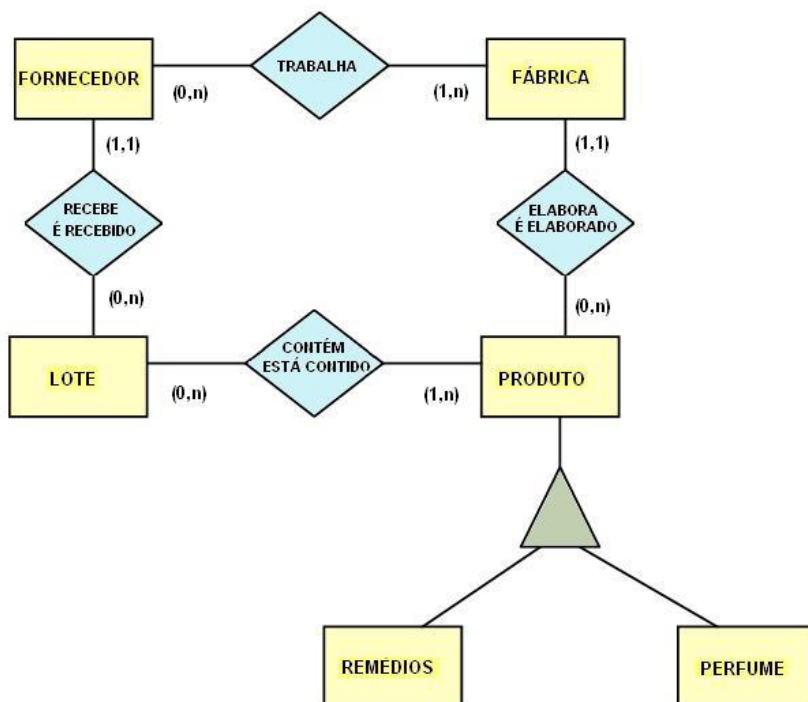 FORNECEDOR
(0,n)
TRABALHA
(1,n)
FÁBRICA
(1,1)
(1,1)
RECEBE
É RECEBIDO
ELABORA
É ELABORADO
(0,n)
(0,n)
LOTE
(0,n)
CONTÉM
ESTÁ CONTIDO
(1,n)
PRODUTO
REMÉDIOS
PERFUME